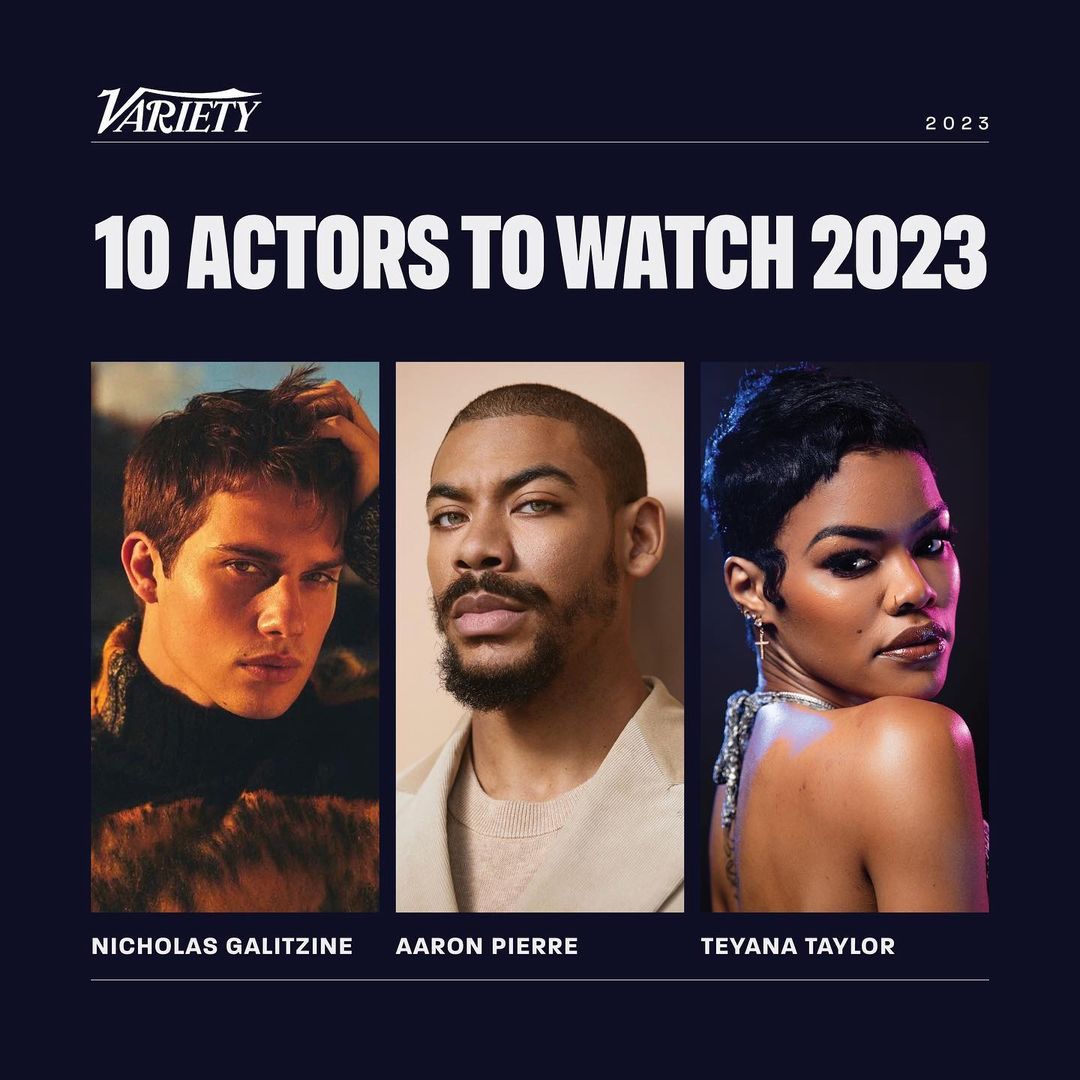 VARIETY
2023
10 ACTORS TO WATCH 2023
NICHOLAS GALITZINE
AARON PIERRE
TEYANA TAYLOR